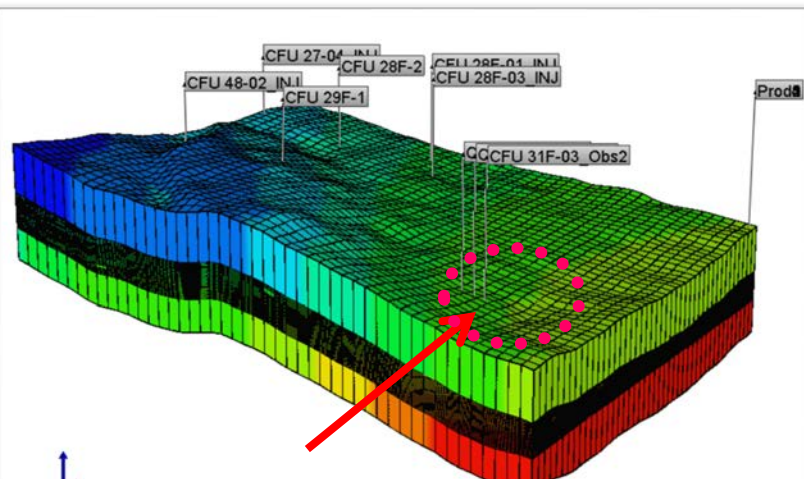 CFU 27-04_INJ
CFU 28F-2
CFU 28F-01_INJ
CFU 28F-03_INJ
CFU 48-02_INJ
CFU 29F-1
CFU 31F-03_Obs2